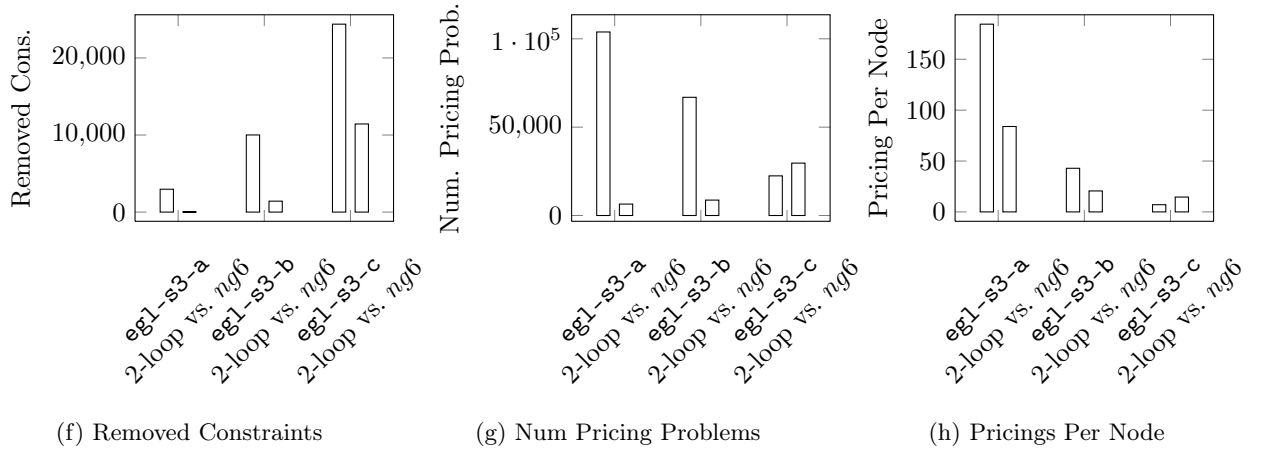 Removed Cons.
20,000
10,000
0
egl-s3-a
2-loop vs. ng6
egl-s3-b
2-loop vs. ng6
egl-s3-c
2-loop vs. ng6
(f) Removed Constraints
Num. Pricing Prob.
1 · 10^5
50,000
0
egl-s3-a
2-loop vs. ng6
egl-s3-b
2-loop vs. ng6
egl-s3-c
2-loop vs. ng6
(g) Num Pricing Problems
Pricing Per Node
150
100
50
0
egl-s3-a
2-loop vs. ng6
egl-s3-b
2-loop vs. ng6
egl-s3-c
2-loop vs. ng6
(h) Pricings Per Node